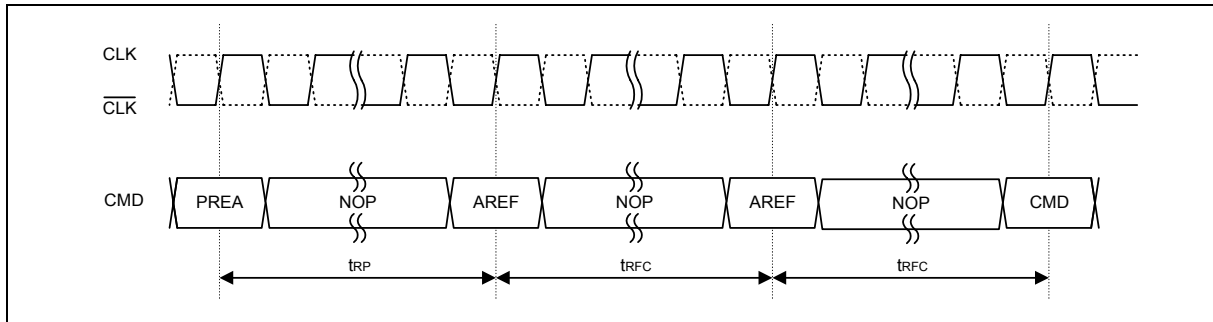 CLK
CLK
CMD PREA NOP AREF NOP AREF NOP CMD
tRP tRFC tRFC